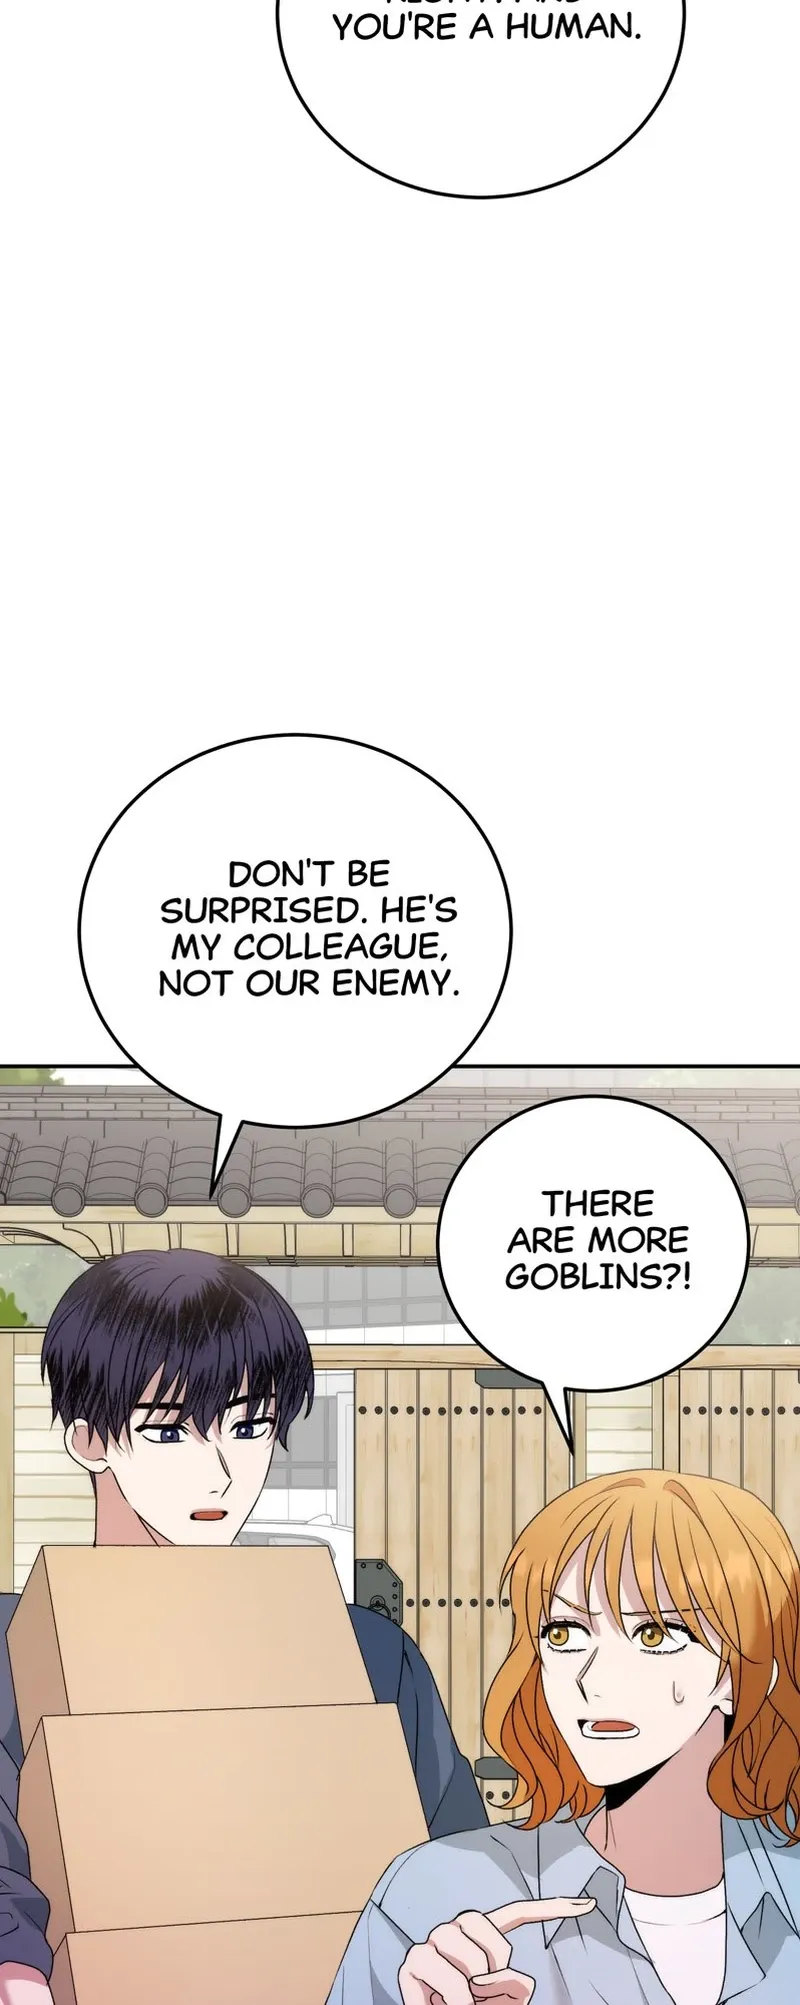 YOU'RE A HUMAN.
DON'T BE
SURPRISED. HE'S
MY COLLEAGUE,
NOT OUR ENEMY.
THERE
ARE MORE
GOBLINS?!